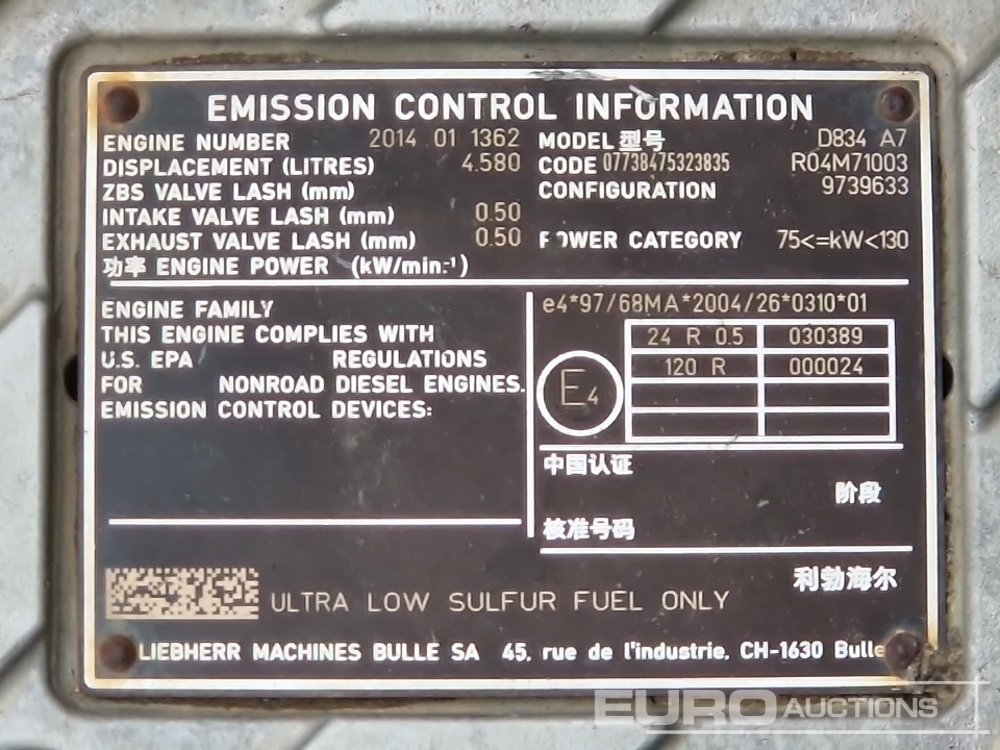 EMISSION CONTROL INFORMATION
ENGINE NUMBER 2014 01 1362
DISPLACEMENT (LITRES) 4.580
ZBS VALVE LASH (mm)
INTAKE VALVE LASH (mm) 0.50
EXHAUST VALVE LASH (mm) 0.50
功率 ENGINE POWER (kW/min.-¹)
MODEL 型号 D834 A7
CODE 07738475323835 R04M71003
CONFIGURATION 9739633
POWER CATEGORY 75<=kW<130
ENGINE FAMILY
THIS ENGINE COMPLIES WITH
U.S. EPA REGULATIONS
FOR NONROAD DIESEL ENGINES.
EMISSION CONTROL DEVICES:
e4*97/68MA*2004/26*0310*01
24 R 0.5 030389
120 R 000024
E4
中国认证
阶段
核准号码
利勃海尔
ULTRA LOW SULFUR FUEL ONLY
LIEBHERR MACHINES BULLE SA 45, rue de l'industrie, CH-1630 Bulle
EURO AUCTIONS